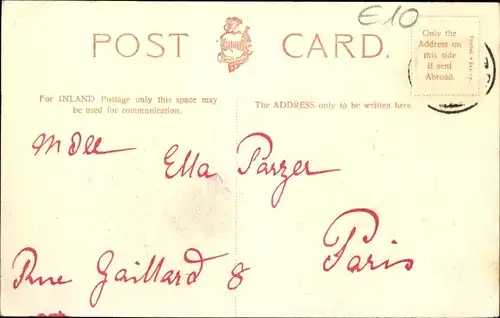 E10
POST CARD.
Only the
Address on
this side
if sent
Abroad.
For INLAND Postage only this space may
be used for communication.
The ADDRESS only to be written here.
Mdlle Ella Parzer
Paris
Rue Gaillard 8